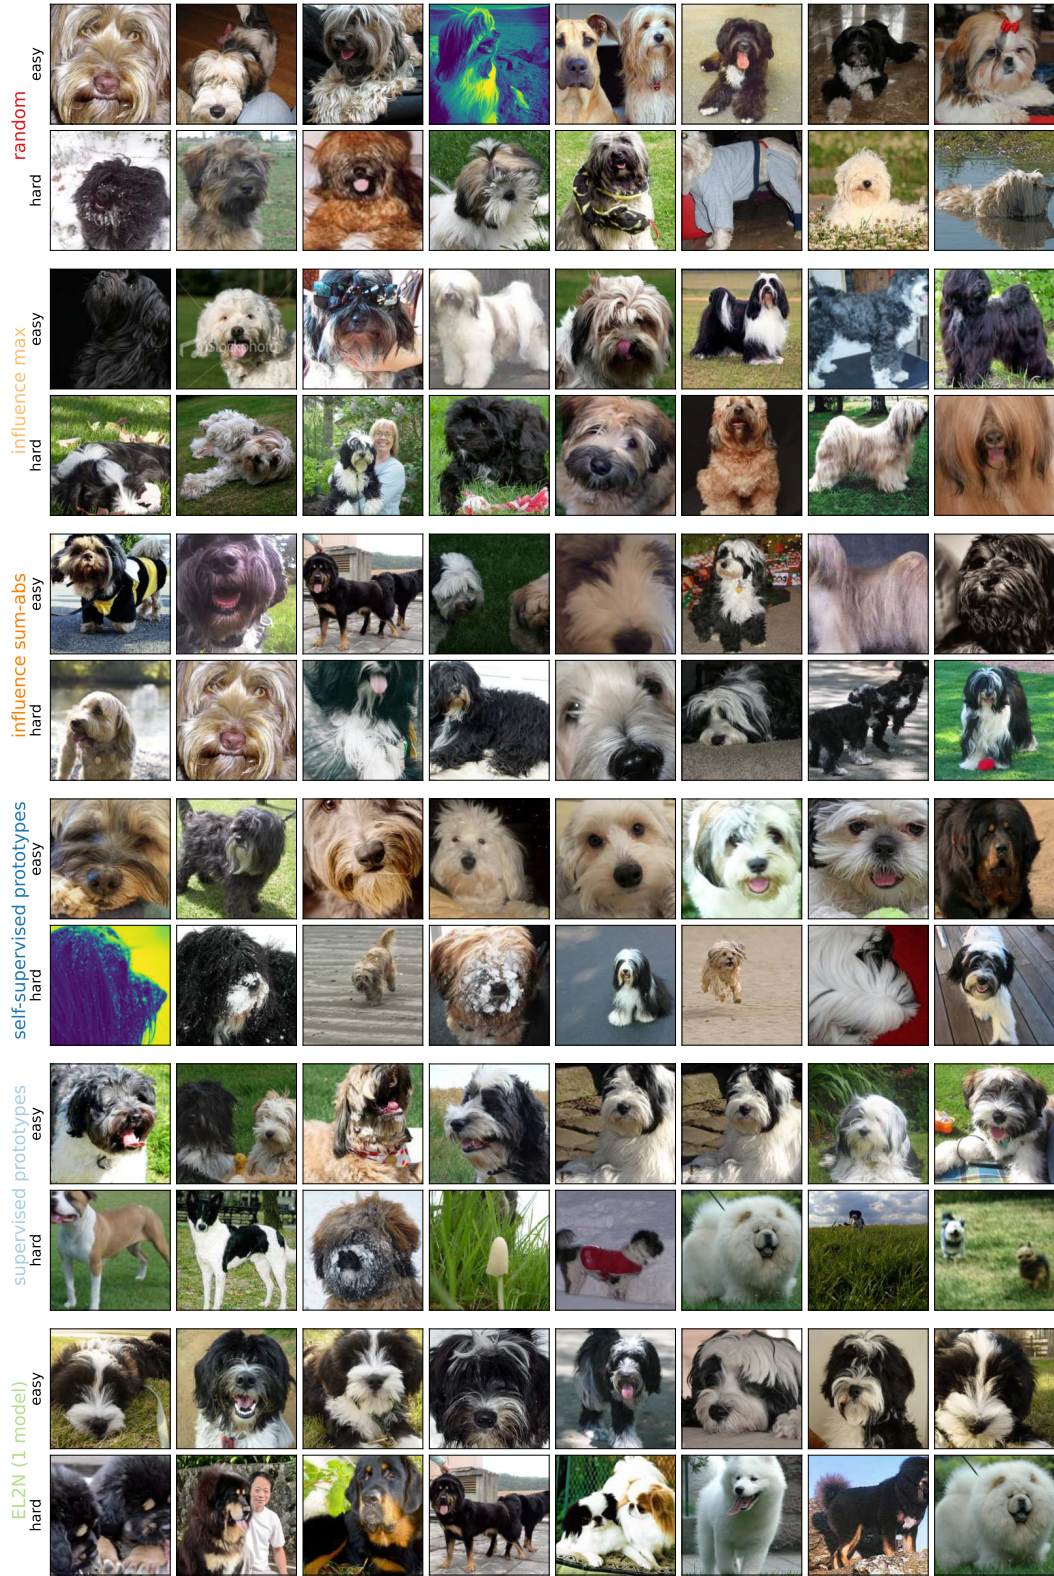 random
easy
hard
influence max
easy
hard
influence sum-abs
easy
hard
self-supervised prototypes
easy
hard
supervised prototypes
easy
hard
EL2N (1 model)
easy
hard